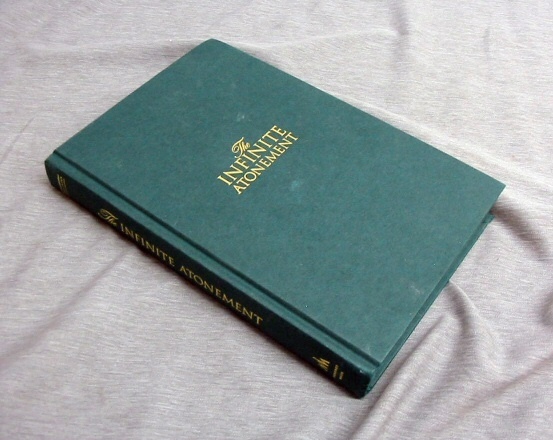 The
INFINITE
ATONEMENT
The INFINITE ATONEMENT